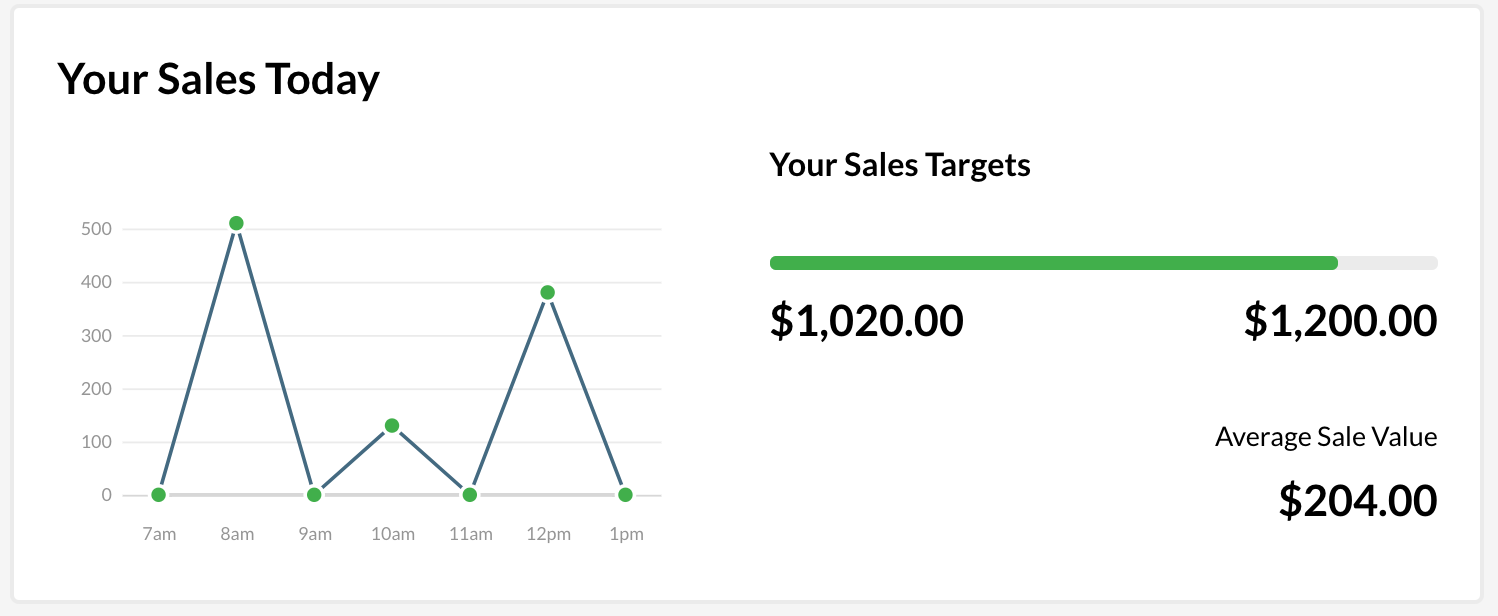 Your Sales Today
500
400
300
200
100
0
7am 8am 9am 10am 11am 12pm 1pm
Your Sales Targets
$1,020.00 $1,200.00
Average Sale Value
$204.00